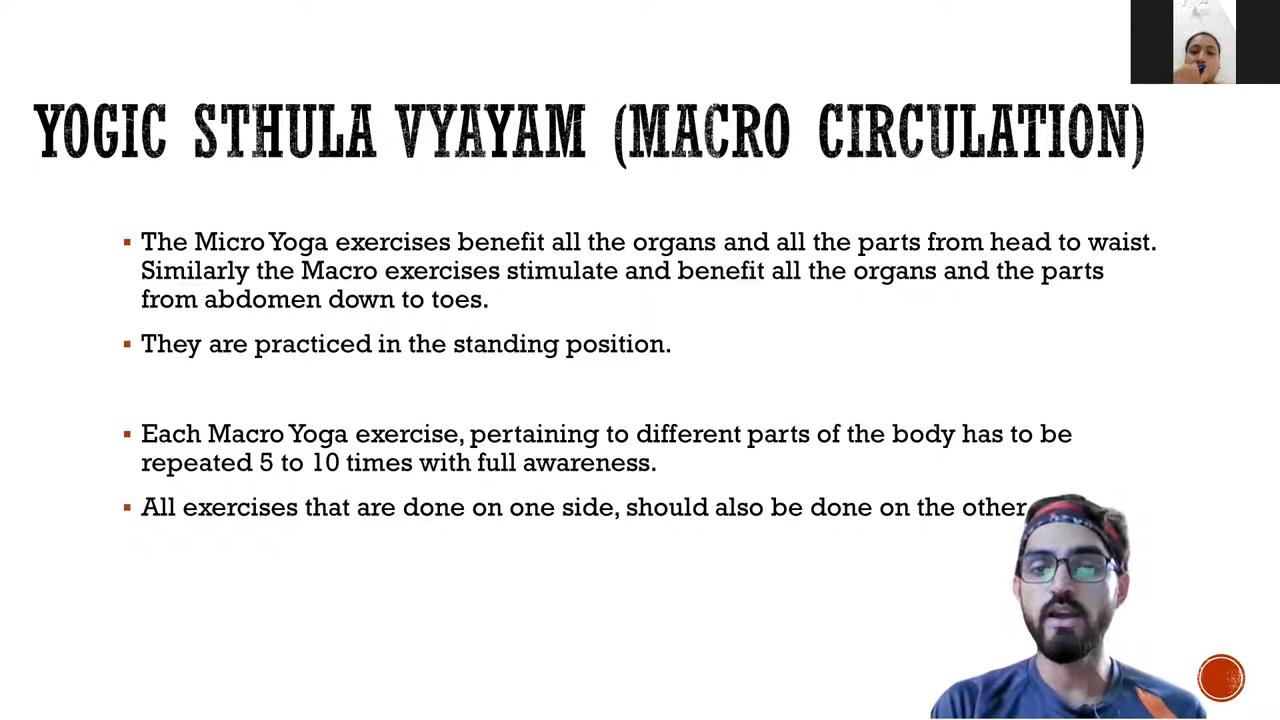 YOGIC STHULA VYAYAM (MACRO CIRCULATION)
▪ The Micro Yoga exercises benefit all the organs and all the parts from head to waist.
Similarly the Macro exercises stimulate and benefit all the organs and the parts
from abdomen down to toes.
▪ They are practiced in the standing position.
▪ Each Macro Yoga exercise, pertaining to different parts of the body has to be
repeated 5 to 10 times with full awareness.
▪ All exercises that are done on one side, should also be done on the other